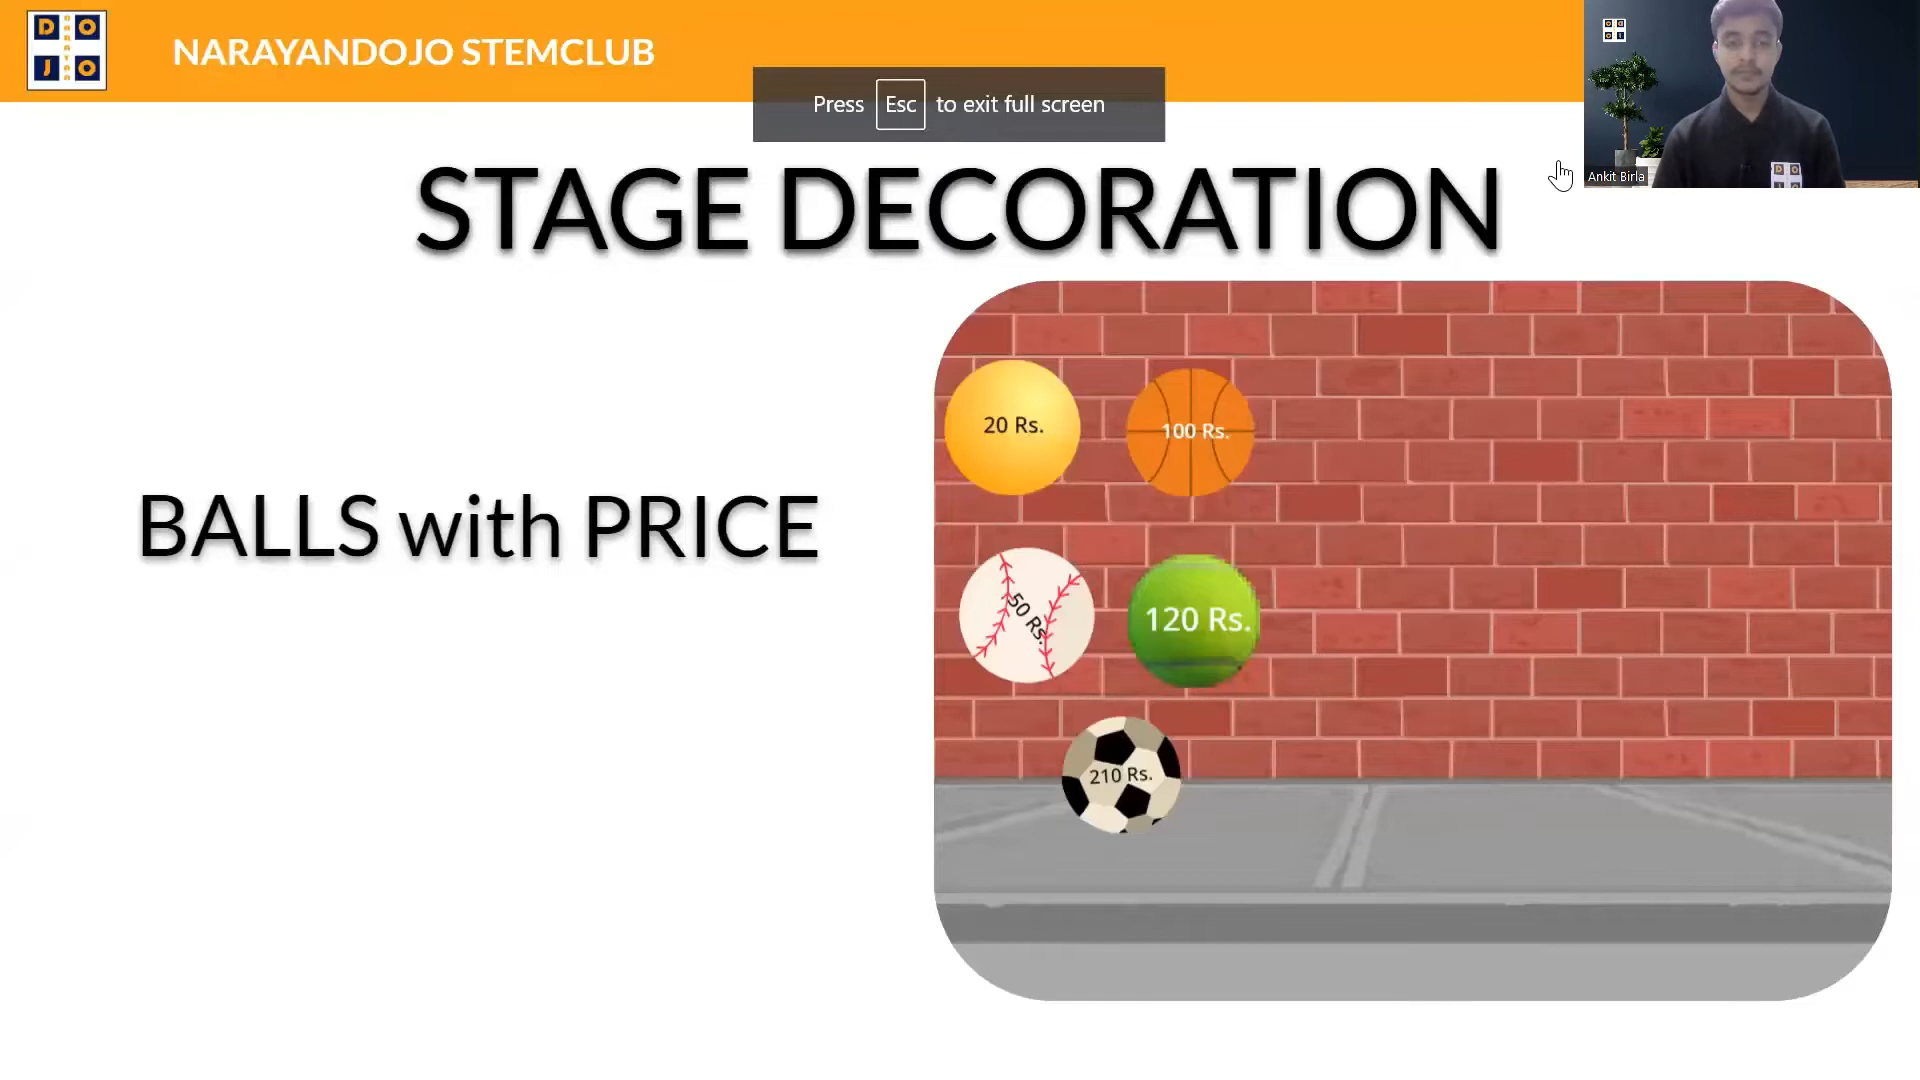 D O
J O
NARAYANDOJO STEMCLUB
Press Esc to exit full screen
Ankit Birla
STAGE DECORATION
BALLS with PRICE
20 Rs.
100 Rs.
50 Rs.
120 Rs.
210 Rs.